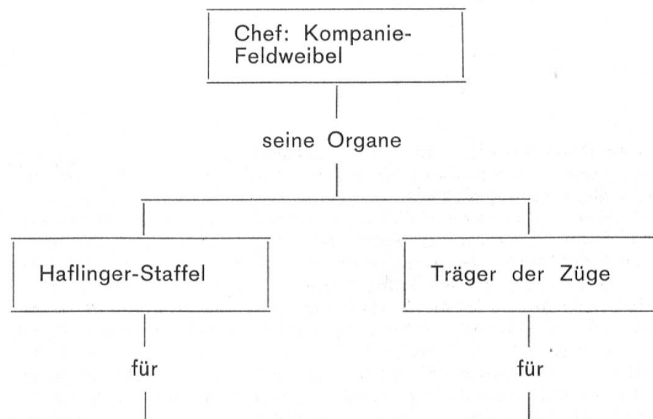 Chef: Kompanie-
Feldweibel
seine Organe
Haflinger-Staffel
Träger der Züge
für
für